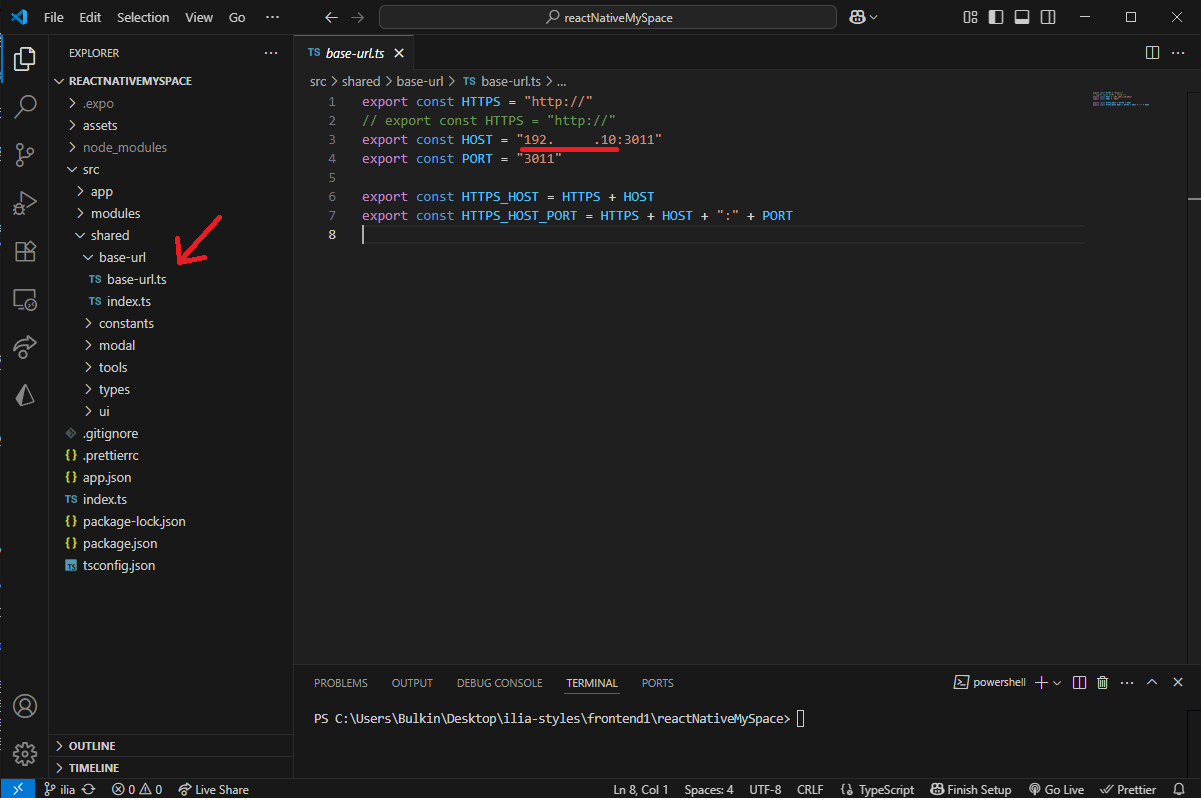 File Edit Selection View Go ··· reactNativeMySpace
EXPLORER ···
REACTNATIVEMYSPACE
.expo
assets
node_modules
src
app
modules
shared
base-url
TS base-url.ts
TS index.ts
constants
modal
tools
types
ui
.gitignore
{} .prettierrc
{} app.json
TS index.ts
{} package-lock.json
{} package.json
TS tsconfig.json
OUTLINE
TIMELINE
TS base-url.ts
src > shared > base-url > TS base-url.ts > ...
1 export const HTTPS = "http://"
2 // export const HTTPS = "http://"
3 export const HOST = "192. .10:3011"
4 export const PORT = "3011"
5
6 export const HTTPS_HOST = HTTPS + HOST
7 export const HTTPS_HOST_PORT = HTTPS + HOST + ":" + PORT
8
PROBLEMS OUTPUT DEBUG CONSOLE TERMINAL PORTS powershell
PS C:\Users\Bulkin\Desktop\ilia-styles\frontend1\reactNativeMySpace>
ilia 0 0 Live Share Ln 8, Col 1 Spaces: 4 UTF-8 CRLF {} TypeScript Finish Setup Go Live Prettier